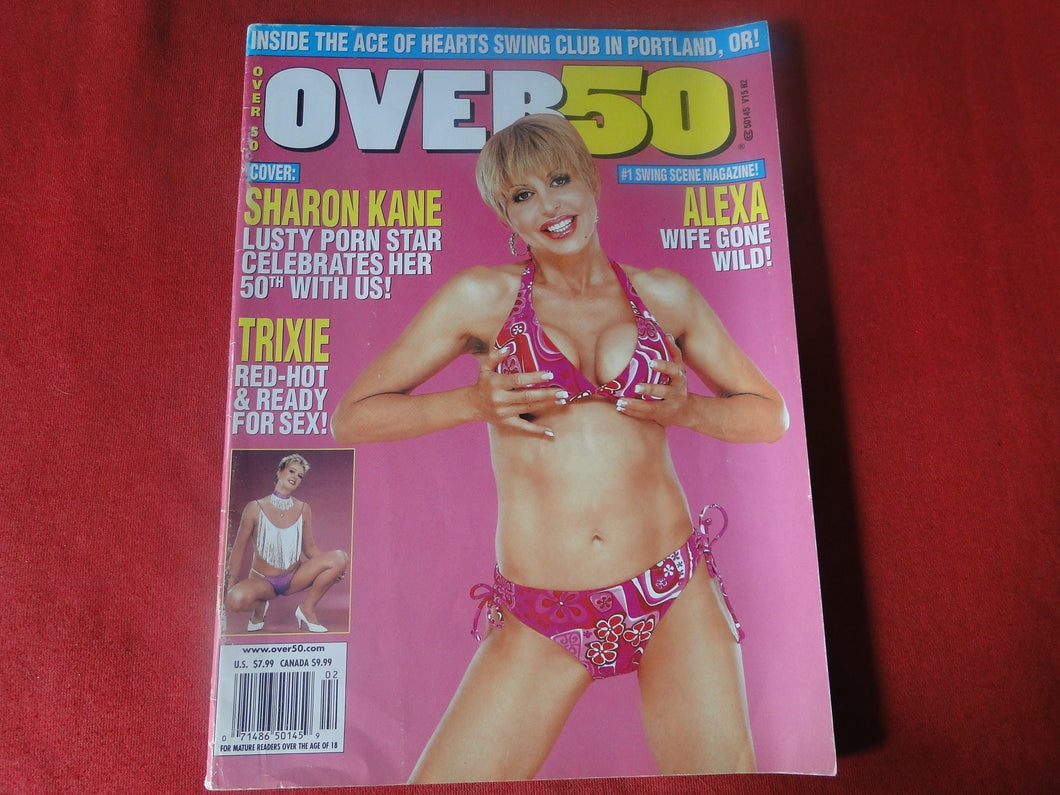 INSIDE THE ACE OF HEARTS SWING CLUB IN PORTLAND, OR!
OVER 50
OVER50
®
50145 V15 N2
COVER:
SHARON KANE
LUSTY PORN STAR
CELEBRATES HER
50TH WITH US!
#1 SWING SCENE MAGAZINE!
ALEXA
WIFE GONE
WILD!
TRIXIE
RED-HOT
& READY
FOR SEX!
www.over50.com
U.S. $7.99 CANADA $9.99
02
0 71486 50145 9
FOR MATURE READERS OVER THE AGE OF 18